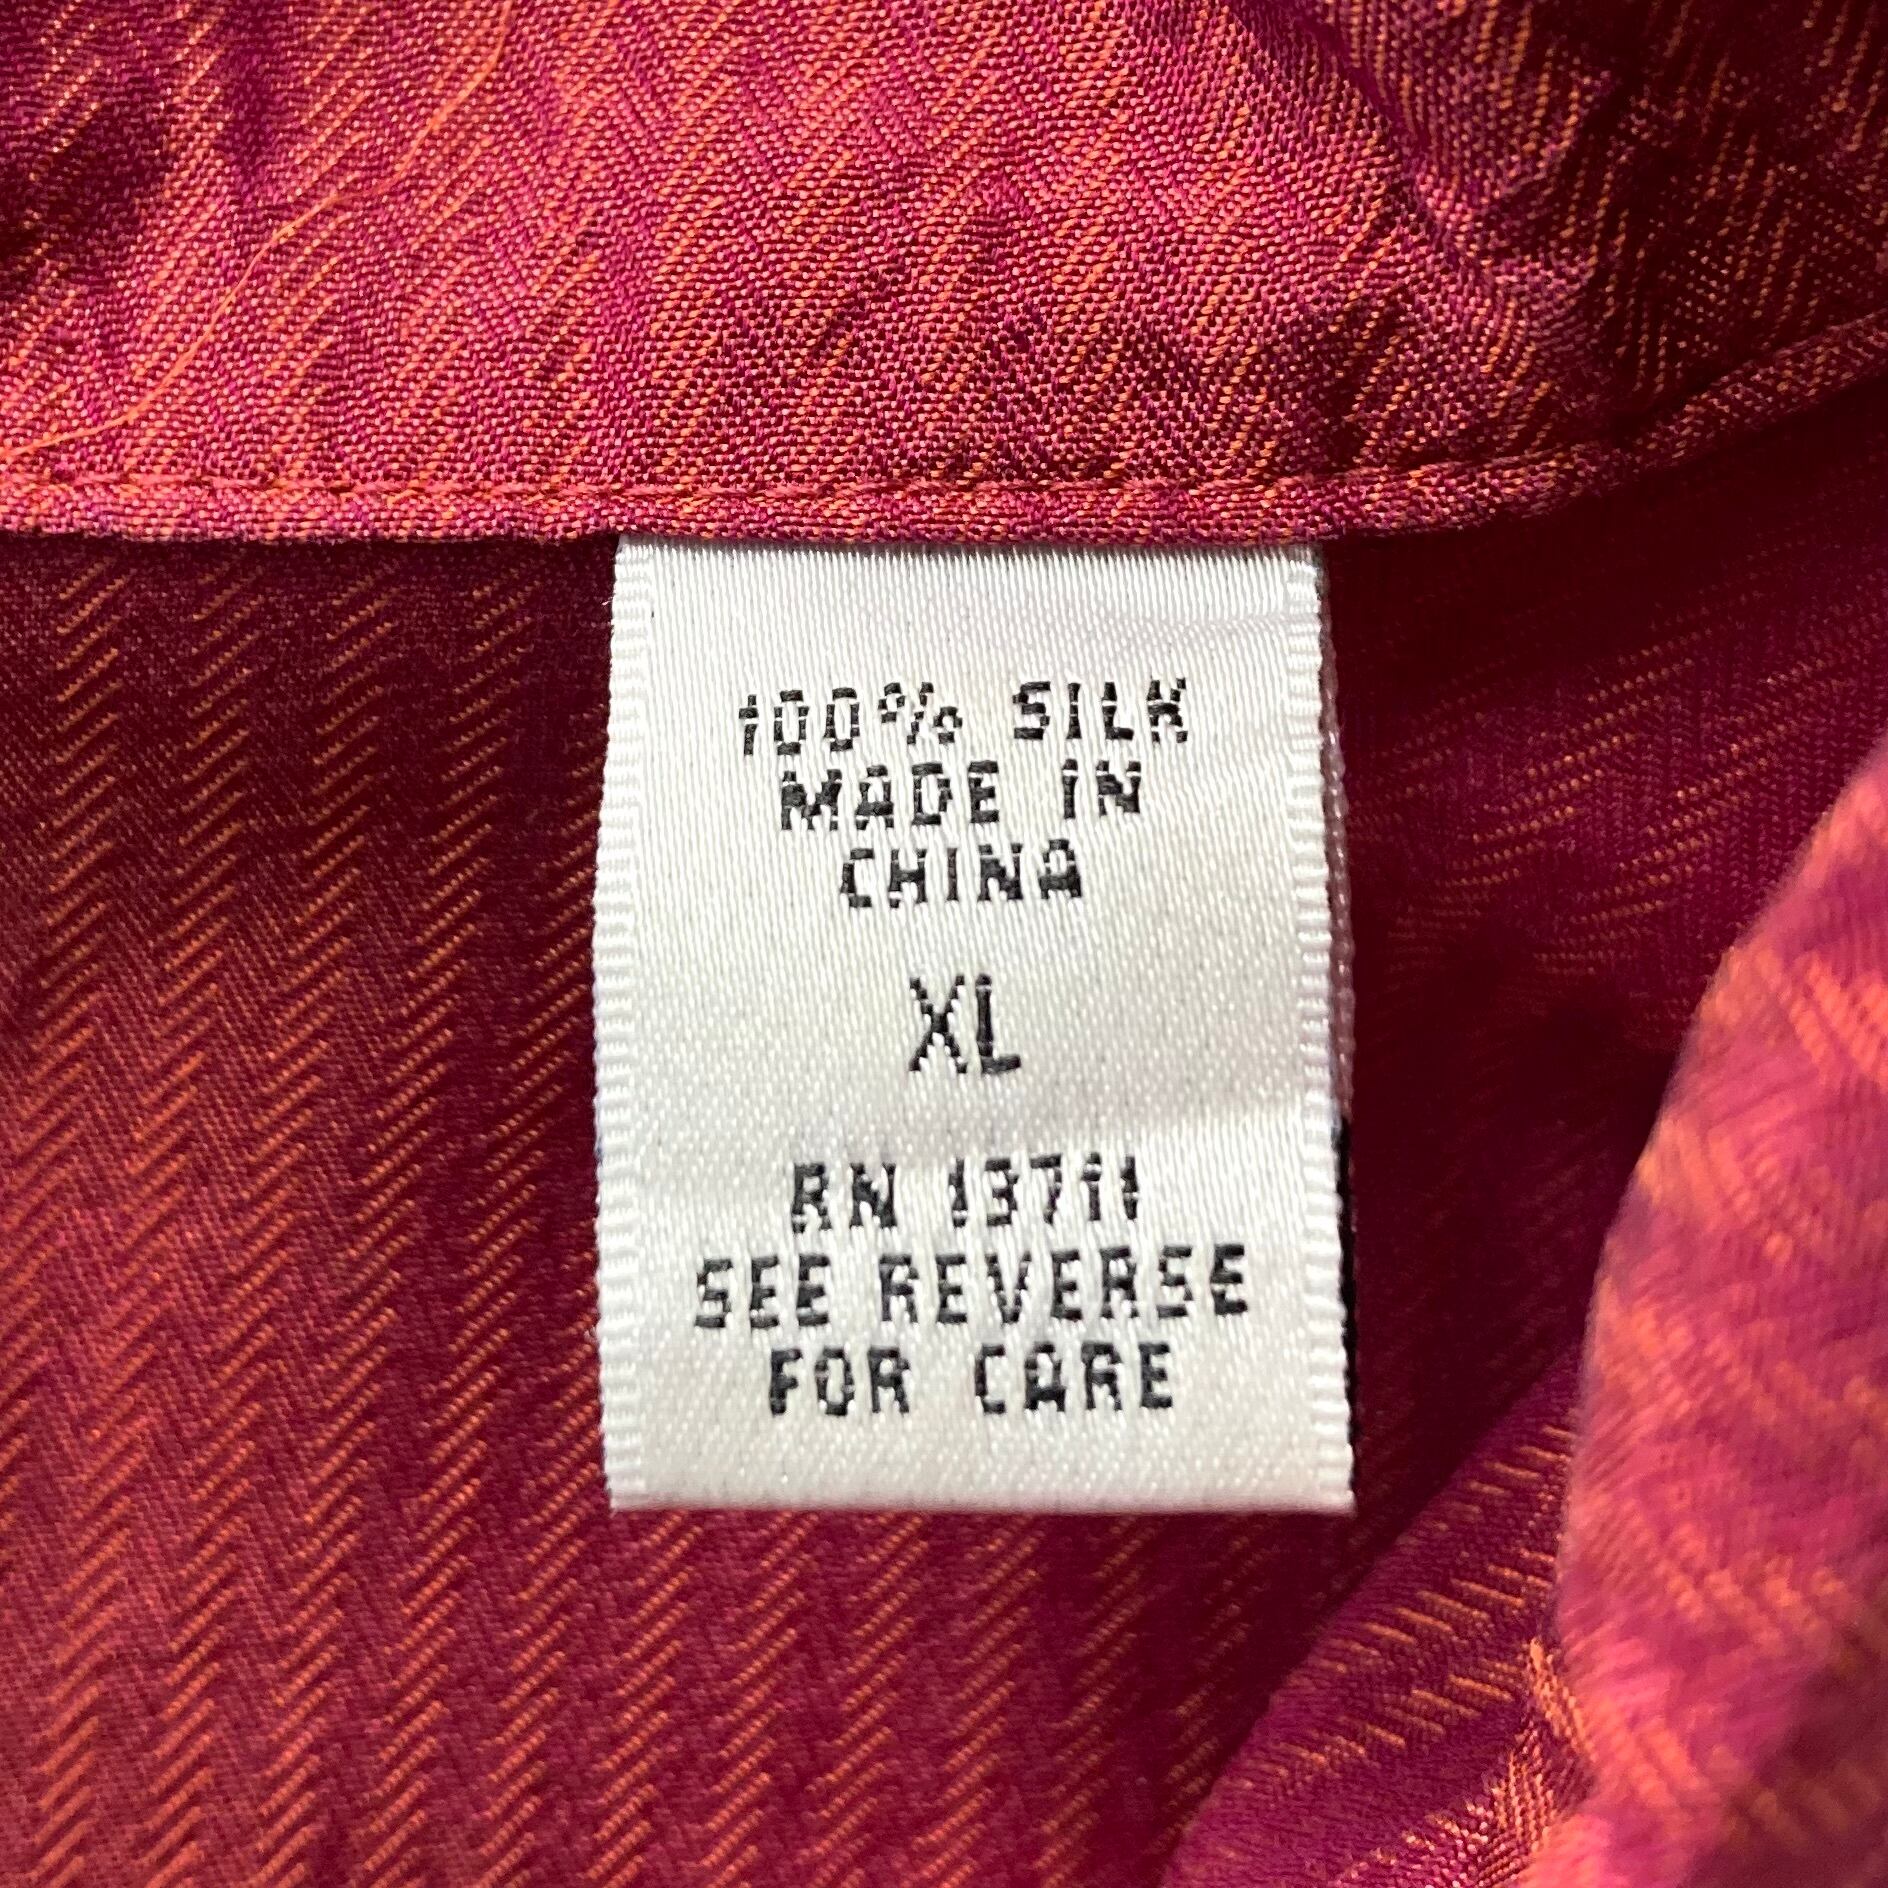 100% SILK
MADE IN
CHINA
XL
RN 13711
SEE REVERSE
FOR CARE